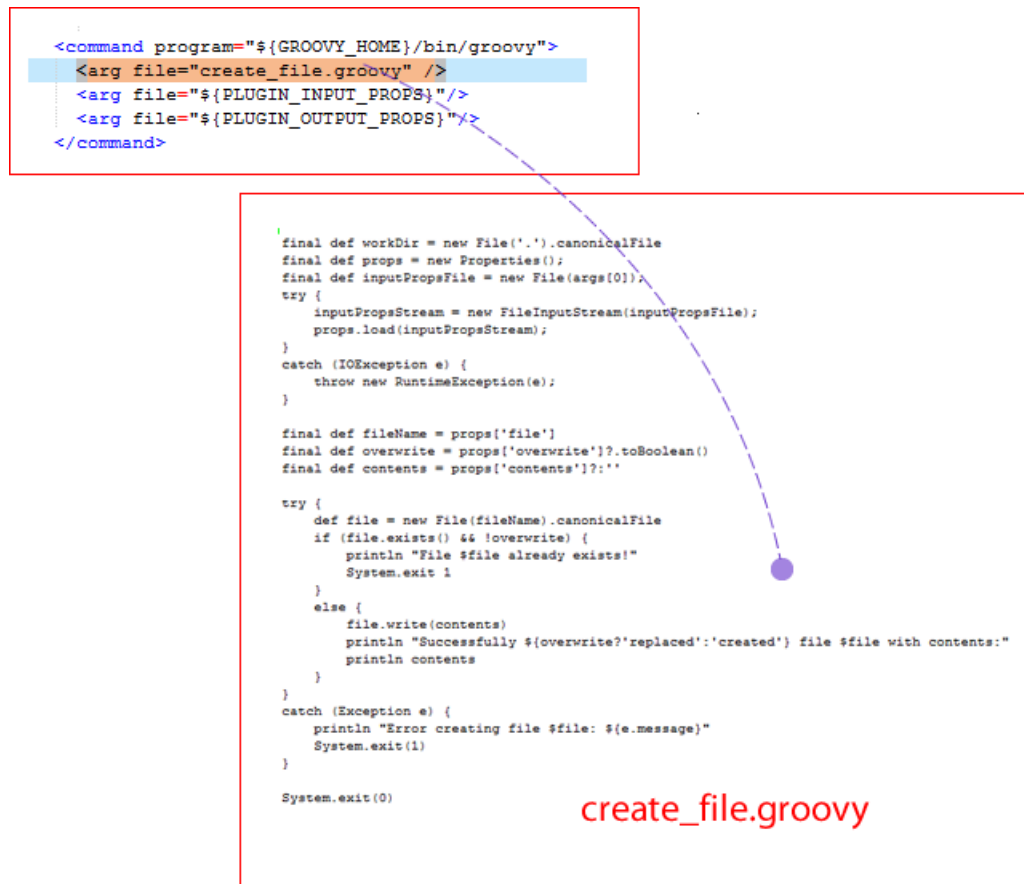 <command program="${GROOVY_HOME}/bin/groovy">
<arg file="create_file.groovy" />
<arg file="${PLUGIN_INPUT_PROPS}"/>
<arg file="${PLUGIN_OUTPUT_PROPS}"/>
</command>
final def workDir = new File('.').canonicalFile
final def props = new Properties();
final def inputPropsFile = new File(args[0]);
try {
inputPropsStream = new FileInputStream(inputPropsFile);
props.load(inputPropsStream);
}
catch (IOException e) {
throw new RuntimeException(e);
}
final def fileName = props['file']
final def overwrite = props['overwrite']?.toBoolean()
final def contents = props['contents']?:''
try {
def file = new File(fileName).canonicalFile
if (file.exists() && !overwrite) {
println "File $file already exists!"
System.exit 1
}
else {
file.write(contents)
println "Successfully ${overwrite?'replaced':'created'} file $file with contents:"
println contents
}
}
catch (Exception e) {
println "Error creating file $file: ${e.message}"
System.exit(1)
}
System.exit(0)
create_file.groovy